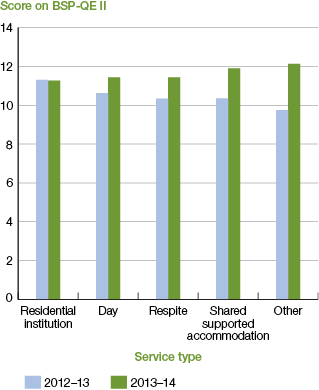 Score on BSP-QE II
14
12
10
8
6
4
2
0
Residential institution
Day
Respite
Shared supported accommodation
Other
Service type
2012–13
2013–14